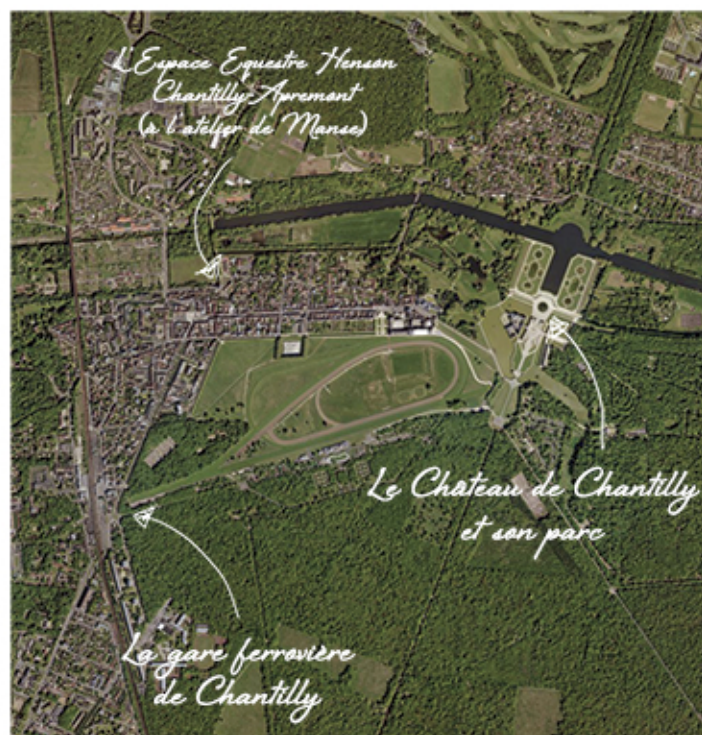 L'Espace Equestre Henson
Chantilly-Apremont
(à l'atelier de Manse)
Le Château de Chantilly
et son parc
La gare ferrovière
de Chantilly